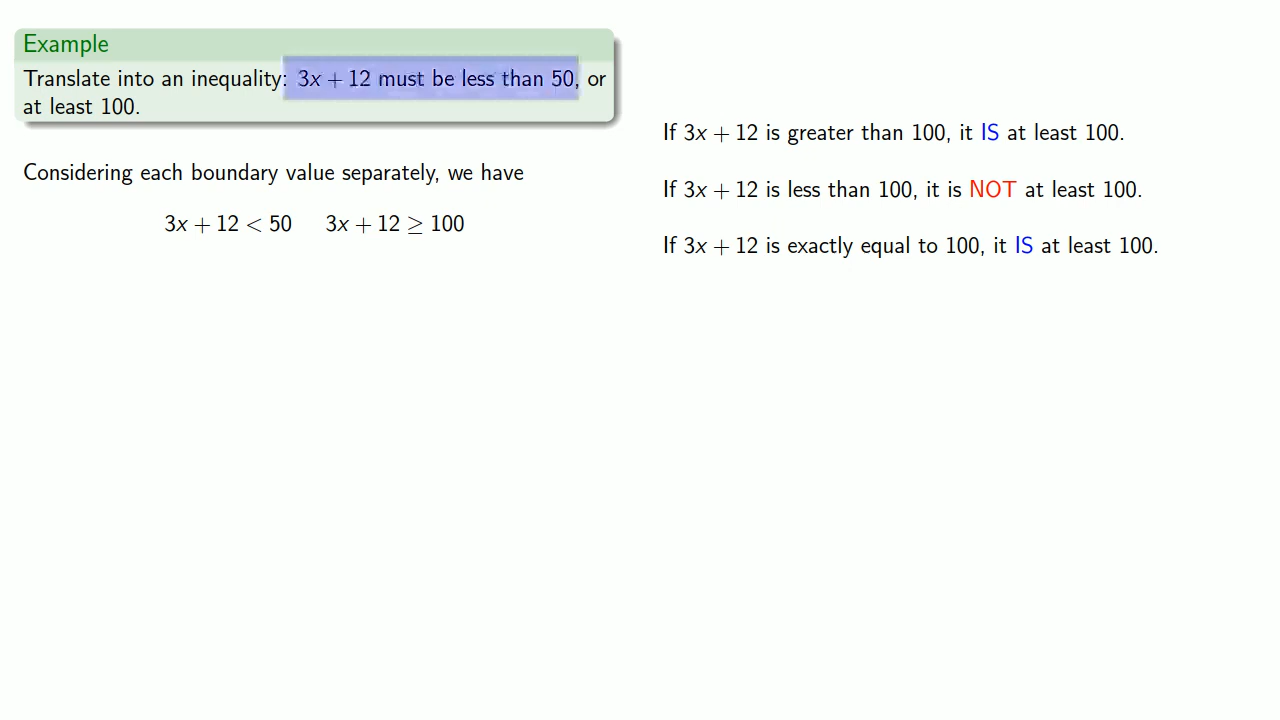 Example
Translate into an inequality: 3x + 12 must be less than 50, or
at least 100.
Considering each boundary value separately, we have
3x + 12 < 50 3x + 12 ≥ 100
If 3x + 12 is greater than 100, it IS at least 100.
If 3x + 12 is less than 100, it is NOT at least 100.
If 3x + 12 is exactly equal to 100, it IS at least 100.